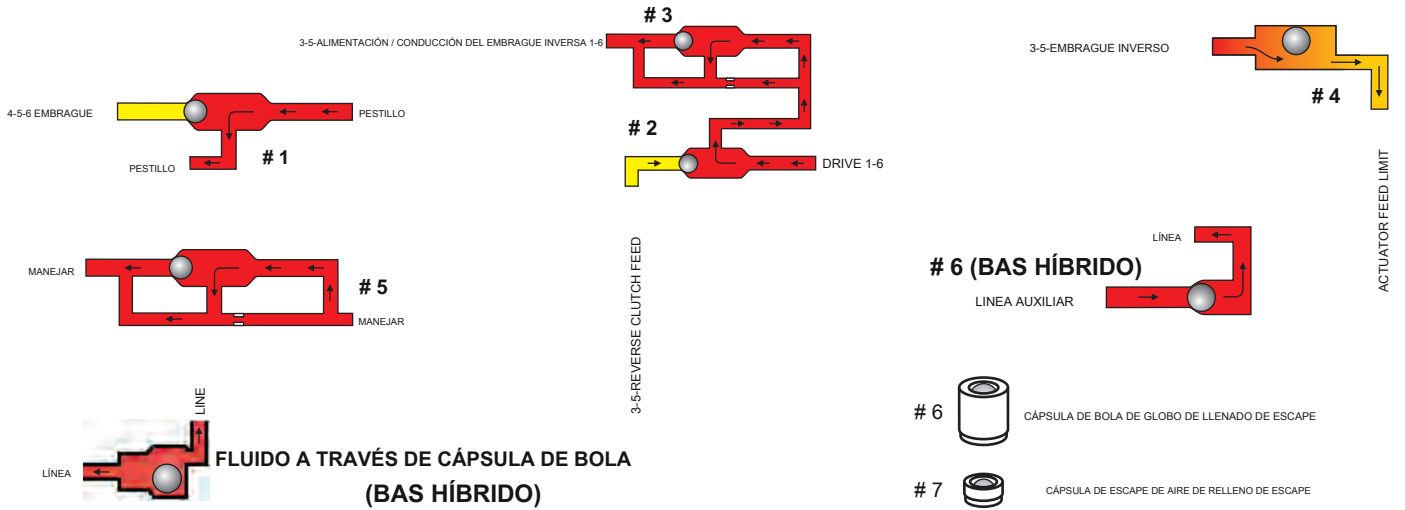 # 3
3-5-ALIMENTACIÓN / CONDUCCIÓN DEL EMBRAGUE INVERSA 1-6
3-5-EMBRAGUE INVERSO
# 4
4-5-6 EMBRAGUE
PESTILLO
# 1
PESTILLO
# 2
DRIVE 1-6
ACTUATOR FEED LIMIT
LÍNEA
# 6 (BAS HÍBRIDO)
LINEA AUXILIAR
MANEJAR
# 5
MANEJAR
3-5-REVERSE CLUTCH FEED
LINE
LÍNEA
FLUIDO A TRAVÉS DE CÁPSULA DE BOLA
(BAS HÍBRIDO)
# 6
CÁPSULA DE BOLA DE GLOBO DE LLENADO DE ESCAPE
# 7
CÁPSULA DE ESCAPE DE AIRE DE RELLENO DE ESCAPE